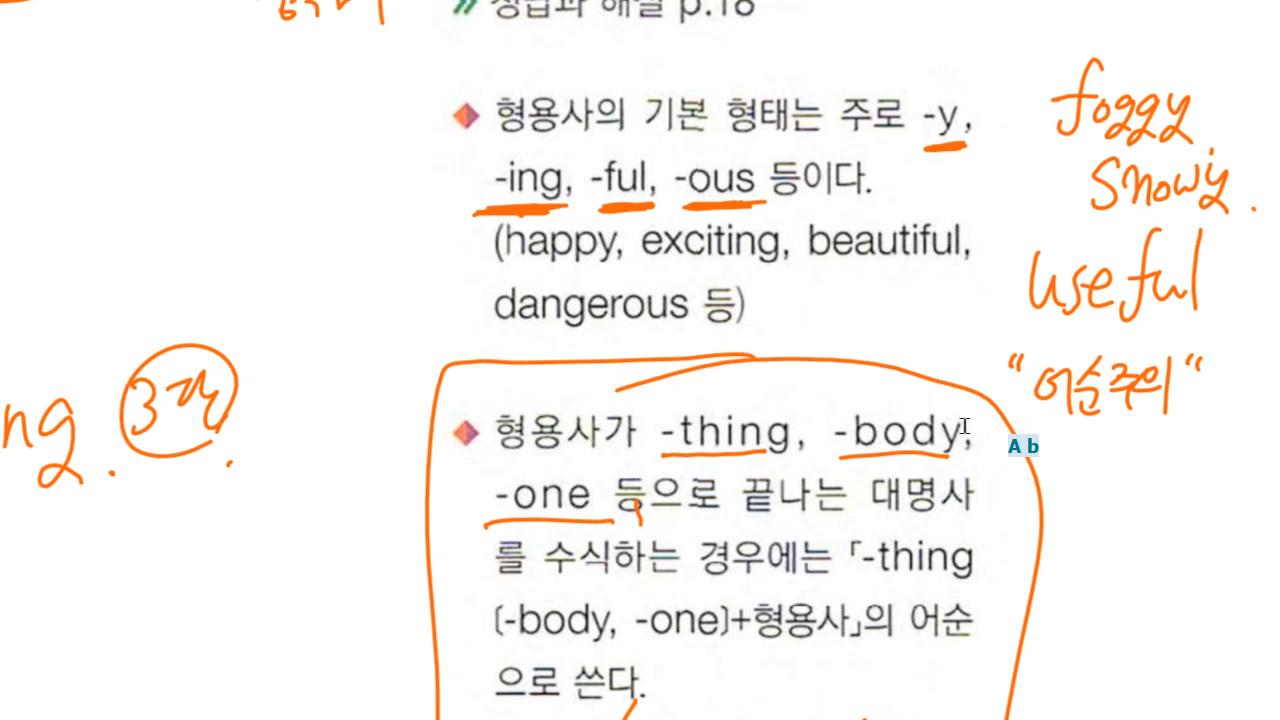 정답과 해설 p.18
형용사의 기본 형태는 주로 -y,
-ing, -ful, -ous 등이다.
(happy, exciting, beautiful,
dangerous 등)
foggy
snowy.
useful
"어순주의"
ng.
형용사가 -thing, -body,
-one 등으로 끝나는 대명사
를 수식하는 경우에는 「-thing
(-body, -one)+형용사」의 어순
으로 쓴다.
A b